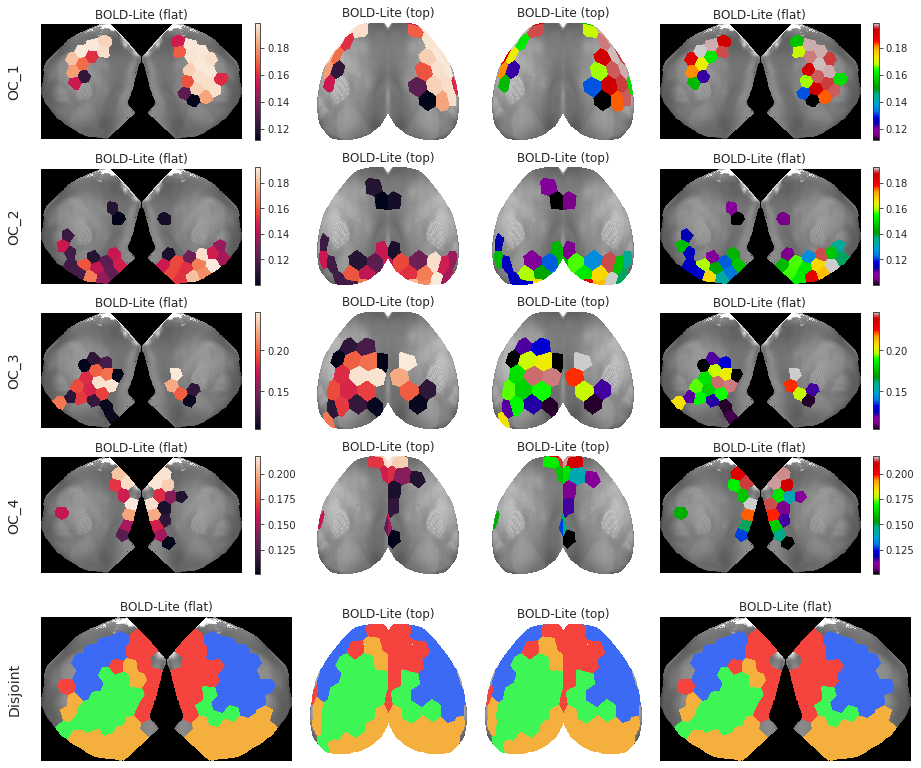 BOLD-Lite (flat) BOLD-Lite (top) BOLD-Lite (top) BOLD-Lite (flat)
OC_1
0.18 0.18
0.16 0.16
0.14 0.14
0.12 0.12
BOLD-Lite (flat) BOLD-Lite (top) BOLD-Lite (top) BOLD-Lite (flat)
OC_2
0.18 0.18
0.16 0.16
0.14 0.14
0.12 0.12
BOLD-Lite (flat) BOLD-Lite (top) BOLD-Lite (top) BOLD-Lite (flat)
OC_3
0.20 0.20
0.15 0.15
BOLD-Lite (flat) BOLD-Lite (top) BOLD-Lite (top) BOLD-Lite (flat)
OC_4
0.200 0.200
0.175 0.175
0.150 0.150
0.125 0.125
BOLD-Lite (flat) BOLD-Lite (top) BOLD-Lite (top) BOLD-Lite (flat)
Disjoint